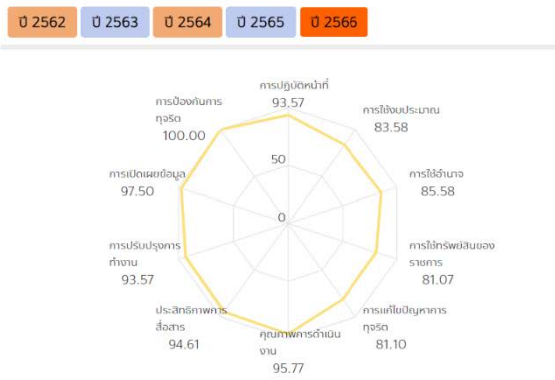 ปี 2562 ปี 2563 ปี 2564 ปี 2565 ปี 2566
การปฏิบัติหน้าที่
93.57
การใช้งบประมาณ
83.58
การใช้อำนาจ
85.58
การใช้ทรัพย์สินของ
ราชการ
81.07
การแก้ไขปัญหาการ
ทุจริต
81.10
คุณภาพการดำเนิน
งาน
95.77
ประสิทธิภาพการ
สื่อสาร
94.61
การปรับปรุงการ
ทำงาน
93.57
การเปิดเผยข้อมูล
97.50
การป้องกันการ
ทุจริต
100.00
50
0